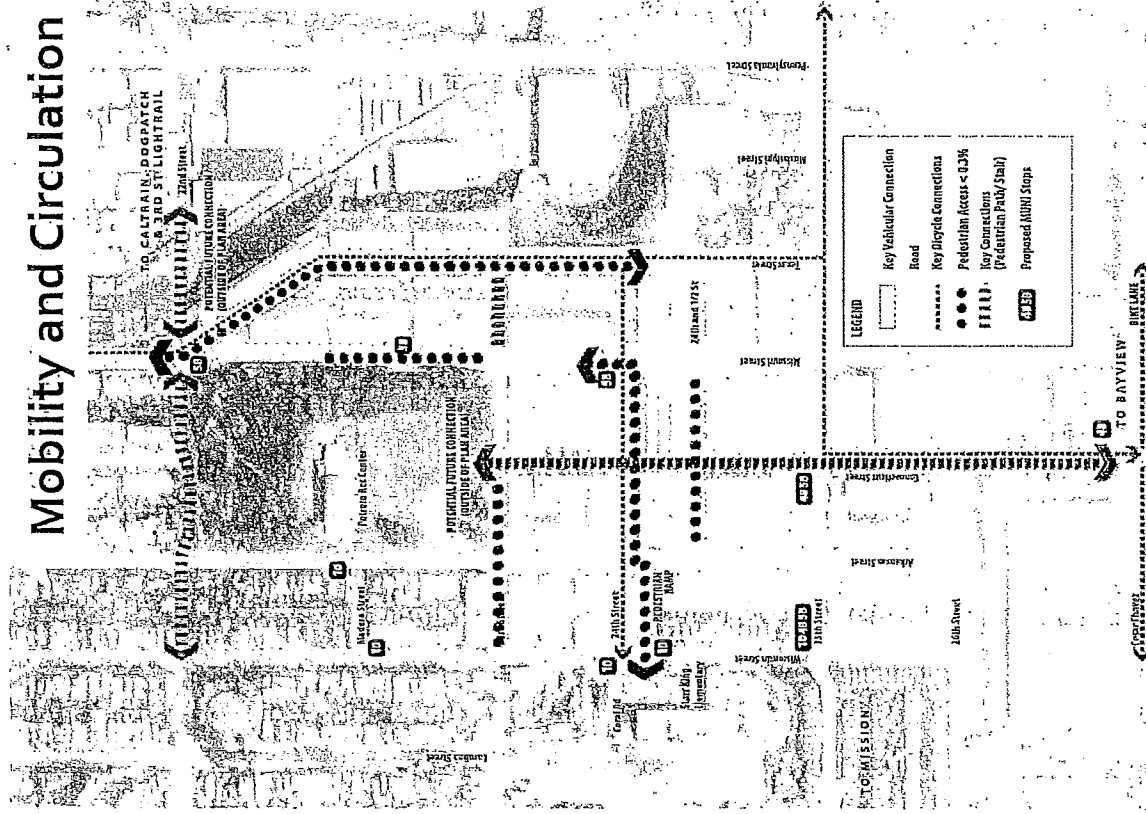 Mobility and Circulation
TO CALTRAIN, DOGPATCH
& 3RD ST LIGHTRAIL
22nd Street
POTENTIAL FUTURE CONNECTION
(OUTSIDE OF PLAN AREA)
Potrero Rec Center
Madera Street
POTENTIAL FUTURE CONNECTION
(OUTSIDE OF PLAN AREA)
Pennsylvania Street
Mississippi Street
Texas Street
Missouri Street
24th and 1/2 St
24th Street
PEDESTRIAN
RAMP
Starr King
Elementary
Wisconsin Street
Connecticut Street
Arkansas Street
Carolina Street
25th Street
26th Street
TO MISSION
TO BAYVIEW
BIKE LANE
LEGEND
Key Vehicular Connection
Road
Key Bicycle Connections
Key Connections
(Pedestrian Path/ Stair)
Proposed MUNI Stops